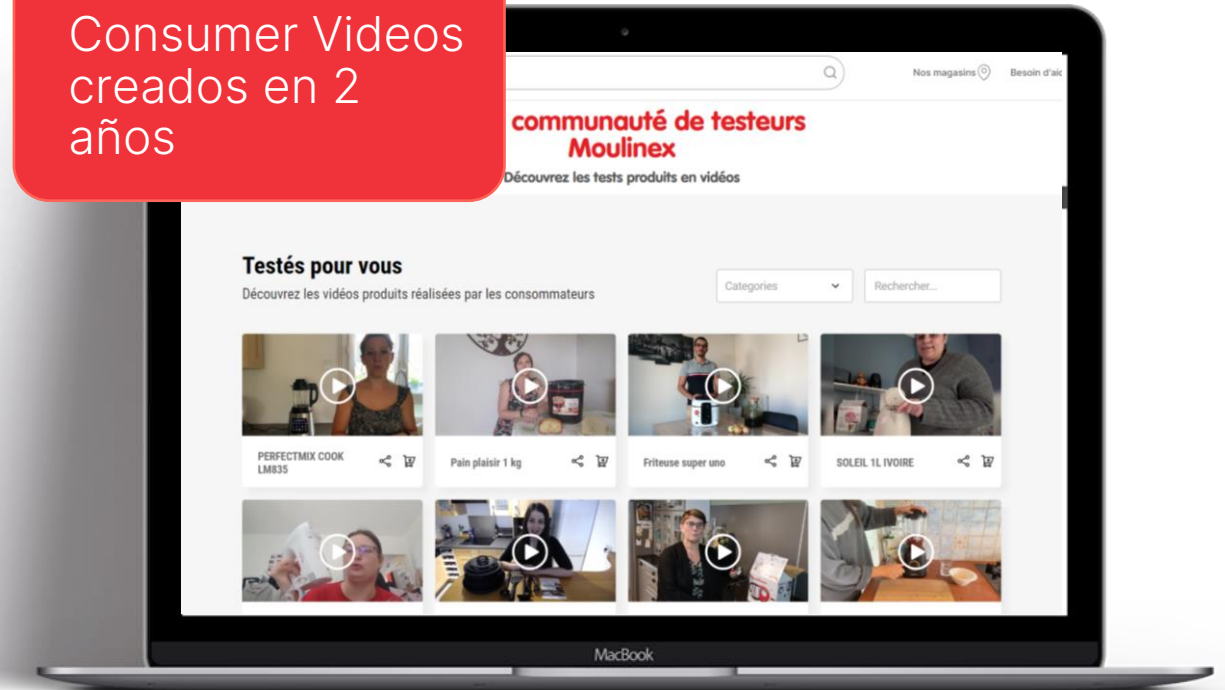 Consumer Videos
creados en 2
años
Nos magasins
Besoin d'aid
communauté de testeurs
Moulinex
Découvrez les tests produits en vidéos
Testés pour vous
Découvrez les vidéos produits réalisées par les consommateurs
Categories
Rechercher...
PERFECTMIX COOK
LM835
Pain plaisir 1 kg
Friteuse super uno
SOLEIL 1L IVOIRE
MacBook